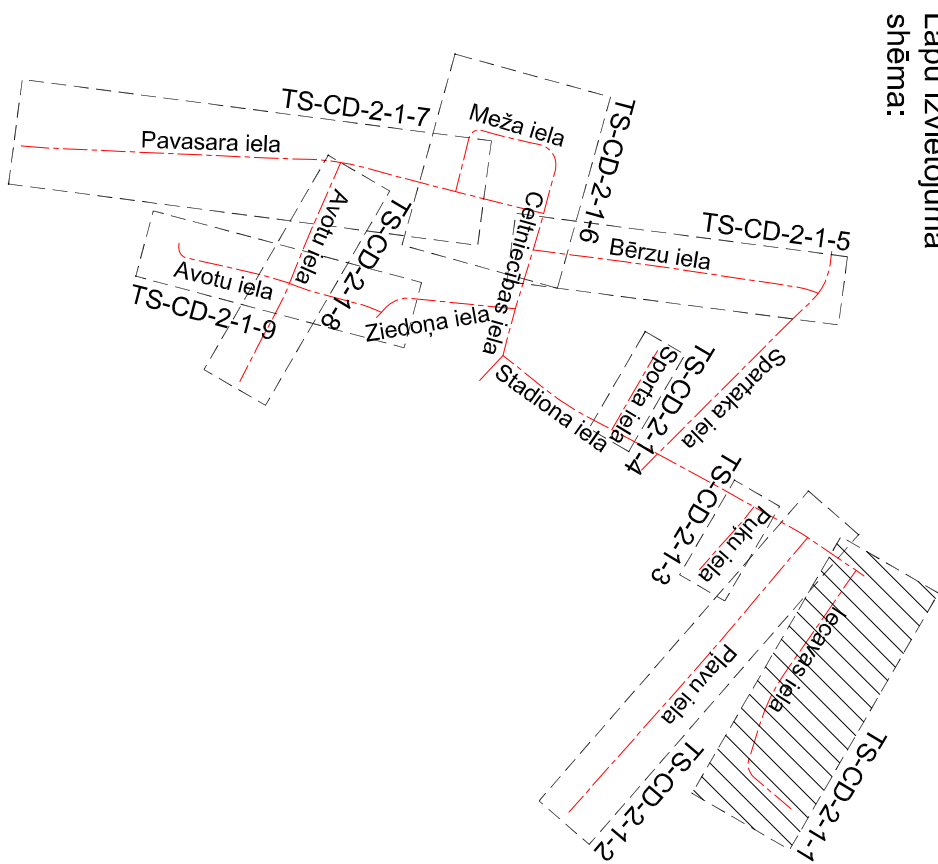 Lapu izvietojuma
shēma:
TS-CD-2-1-7
Pavasara iela
Meža iela
TS-CD-2-1-6
Celtniecības iela
TS-CD-2-1-5
Bērzu iela
Avotu iela
TS-CD-2-1-8
Avotu iela
TS-CD-2-1-9
Ziedoņa iela
Stadiona iela
Sporta iela
TS-CD-2-1-4
Spartaka iela
TS-CD-2-1-3
Puķu iela
Iecavas iela
Pļavu iela
TS-CD-2-1-2
TS-CD-2-1-1